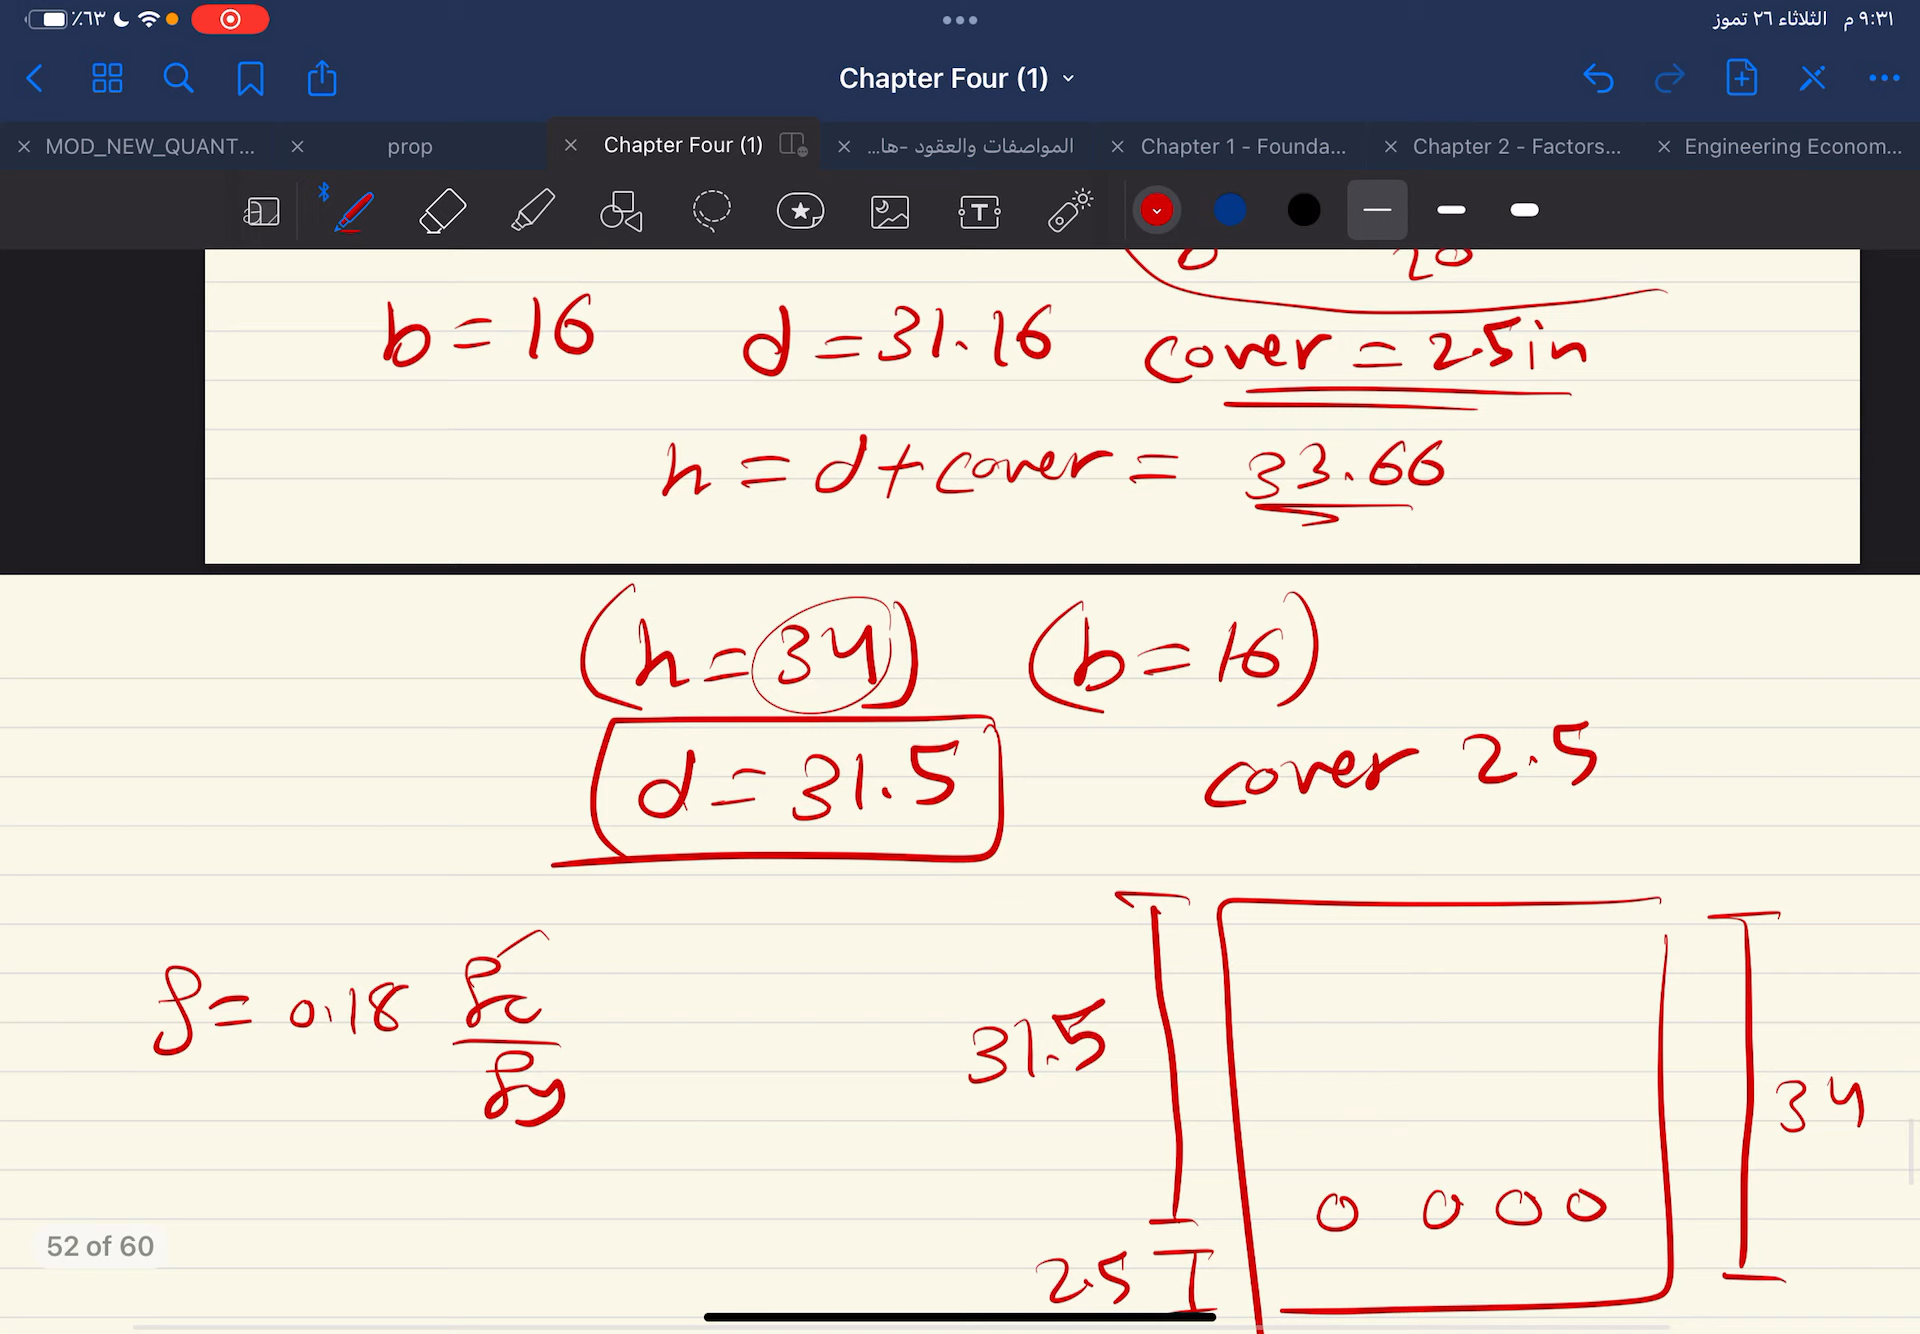 ٪٦٣
٩:٣١ م الثلاثاء ٢٦ تموز
Chapter Four (1)
MOD_NEW_QUANT...
prop
Chapter Four (1)
المواصفات والعقود -ها...
Chapter 1 - Founda...
Chapter 2 - Factors...
Engineering Econom...
b = 16 d = 31.16 cover = 2.5in
h = d + cover = 33.66
(h = 34) (b = 16)
d = 31.5 cover 2.5
ρ = 0.18 f'c / fy
31.5
34
2.5
52 of 60